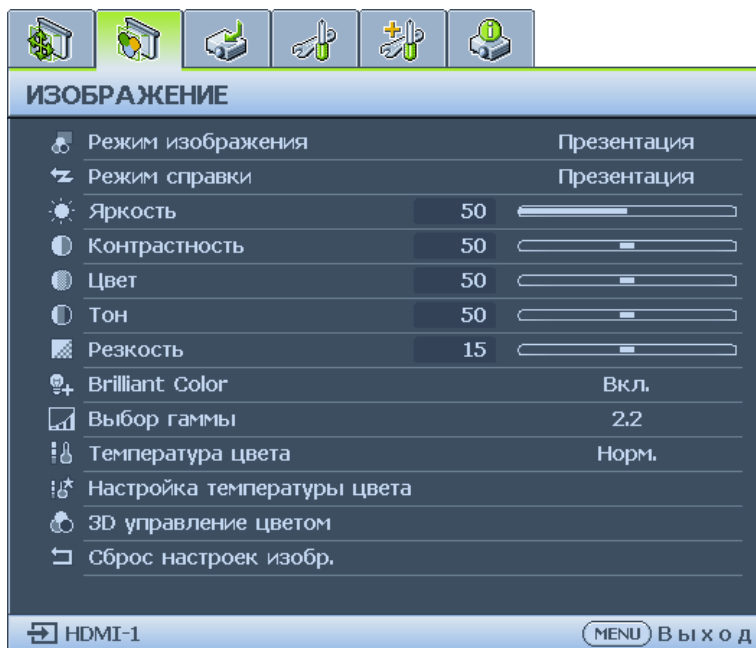 ИЗОБРАЖЕНИЕ
Режим изображения Презентация
Режим справки Презентация
Яркость 50
Контрастность 50
Цвет 50
Тон 50
Резкость 15
Brilliant Color Вкл.
Выбор гаммы 2.2
Температура цвета Норм.
Настройка температуры цвета
3D управление цветом
Сброс настроек изобр.
HDMI-1 MENU Выход